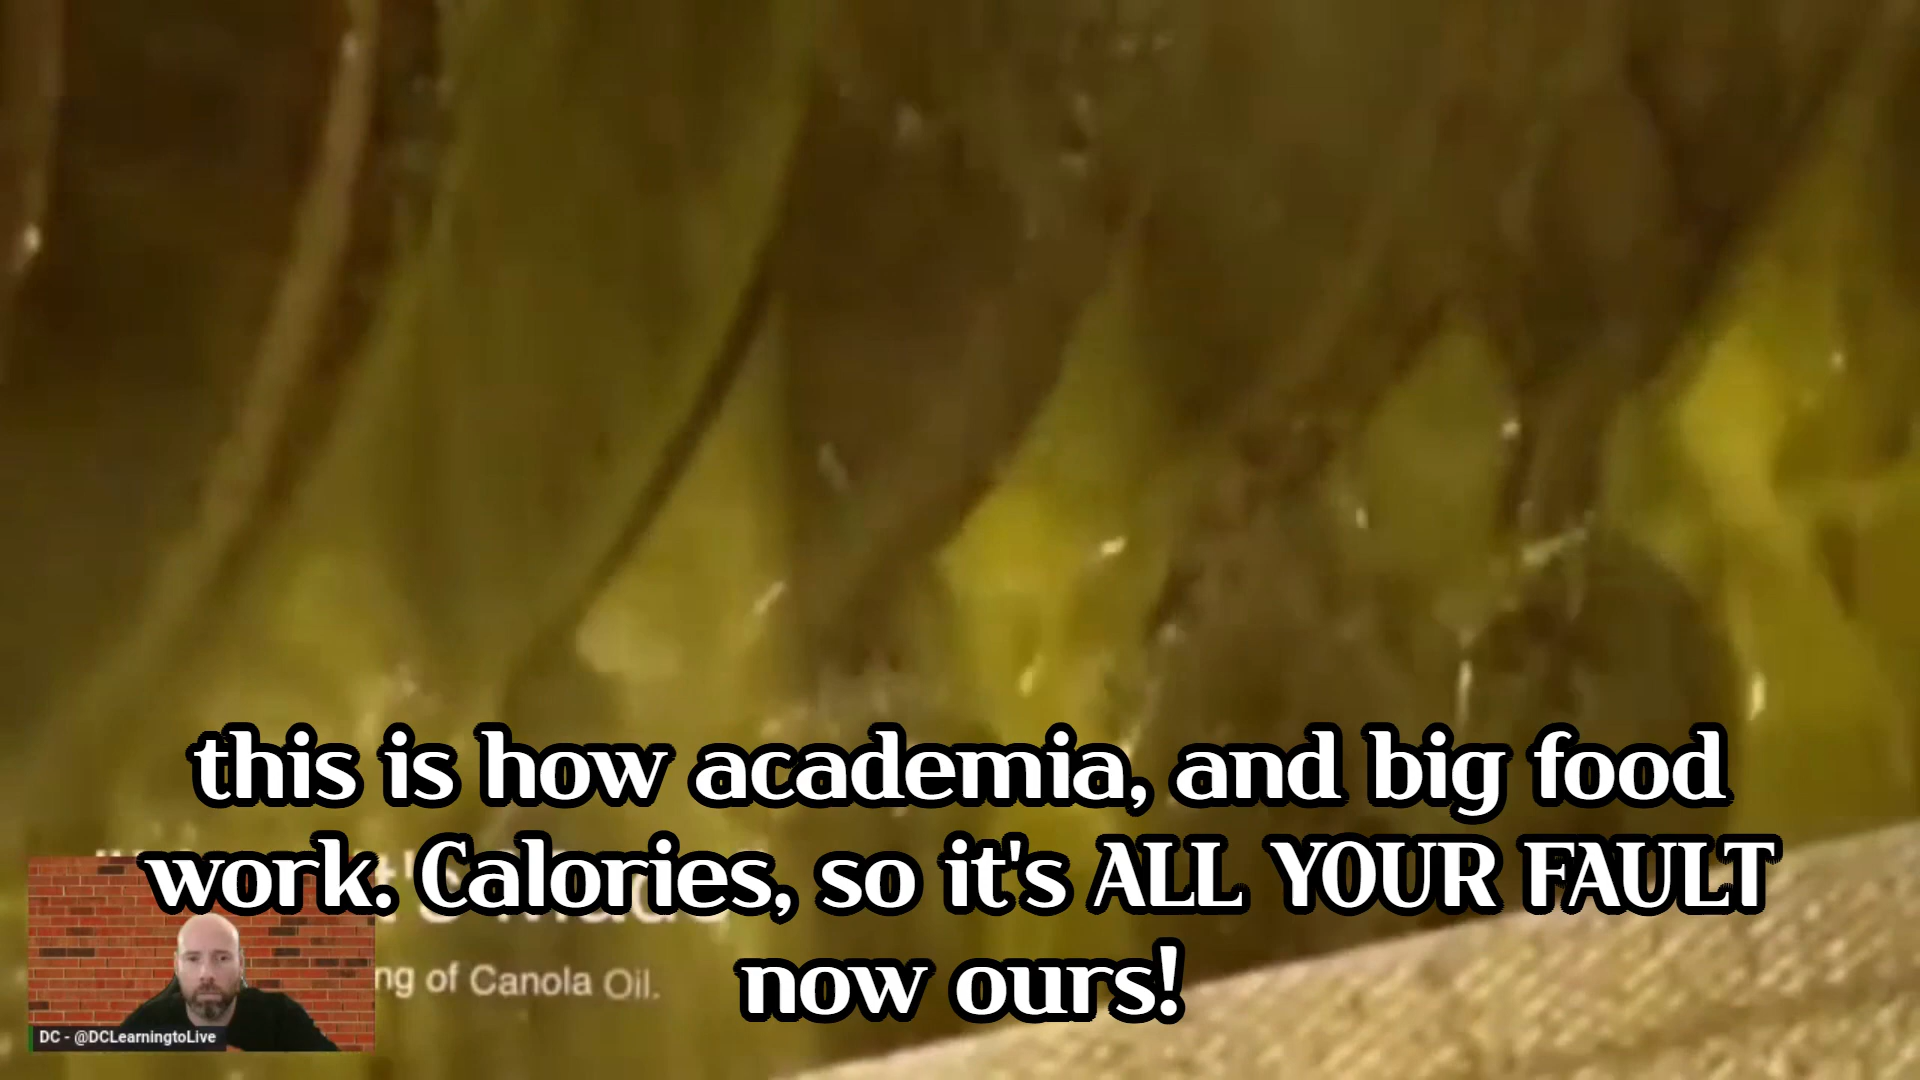 this is how academia, and big food
work. Calories, so it's ALL YOUR FAULT
now ours!
ng of Canola Oil.
DC - @DCLearningtoLive